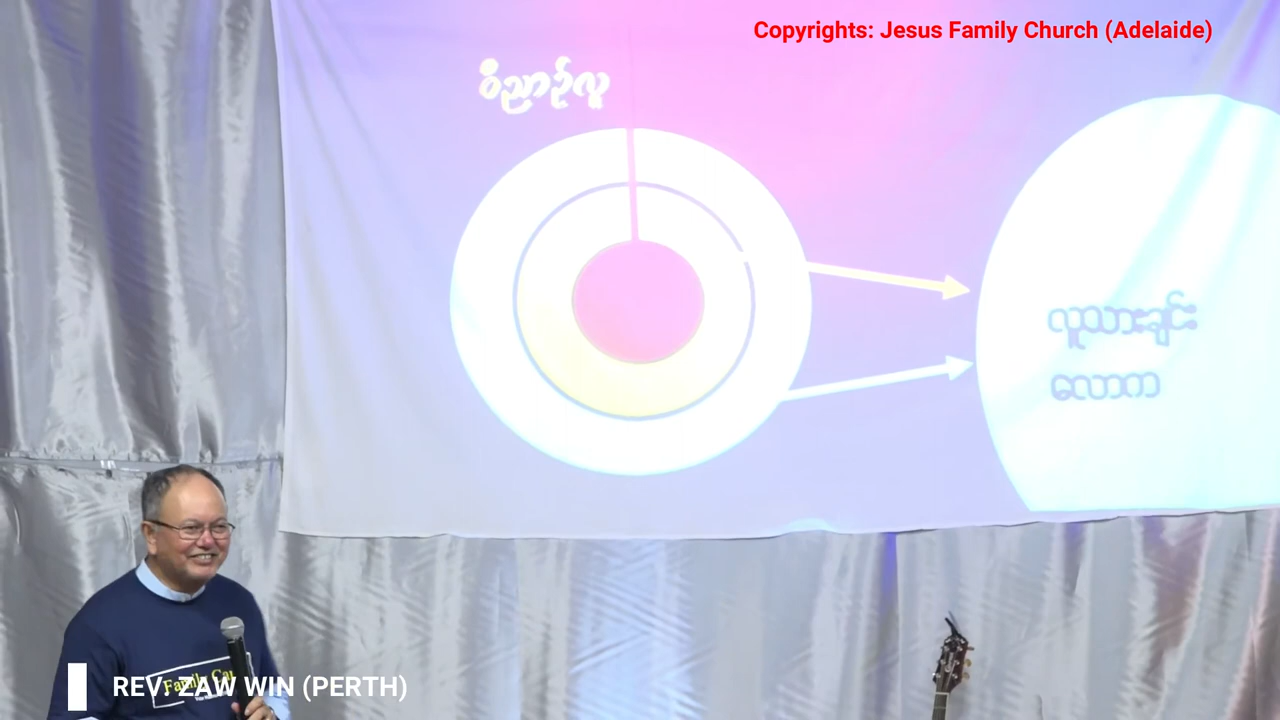 Copyrights: Jesus Family Church (Adelaide)
ဝိညာဉ်လူ
လူသားချင်း
လောက
Family
REV. ZAW WIN (PERTH)